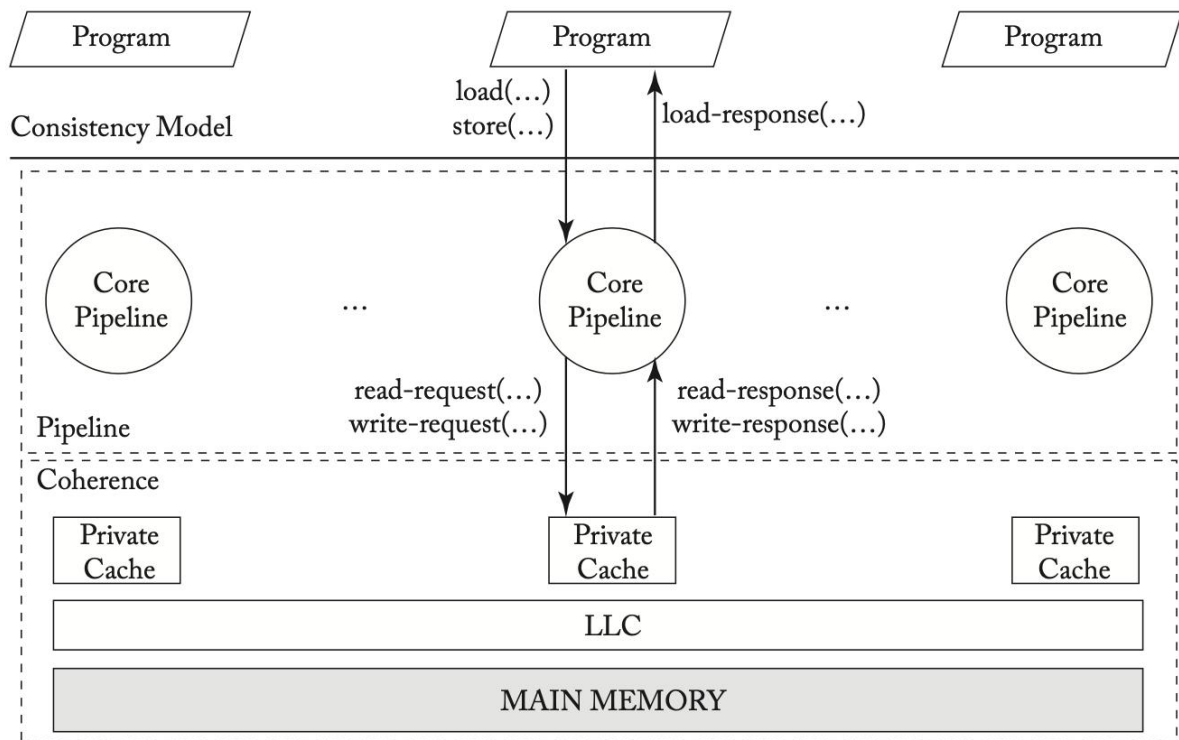 Program
Program
Program
load(…)
store(…)
load-response(…)
Consistency Model
Core
Pipeline
…
Core
Pipeline
…
Core
Pipeline
read-request(…)
write-request(…)
read-response(…)
write-response(…)
Pipeline
Coherence
Private
Cache
Private
Cache
Private
Cache
LLC
MAIN MEMORY